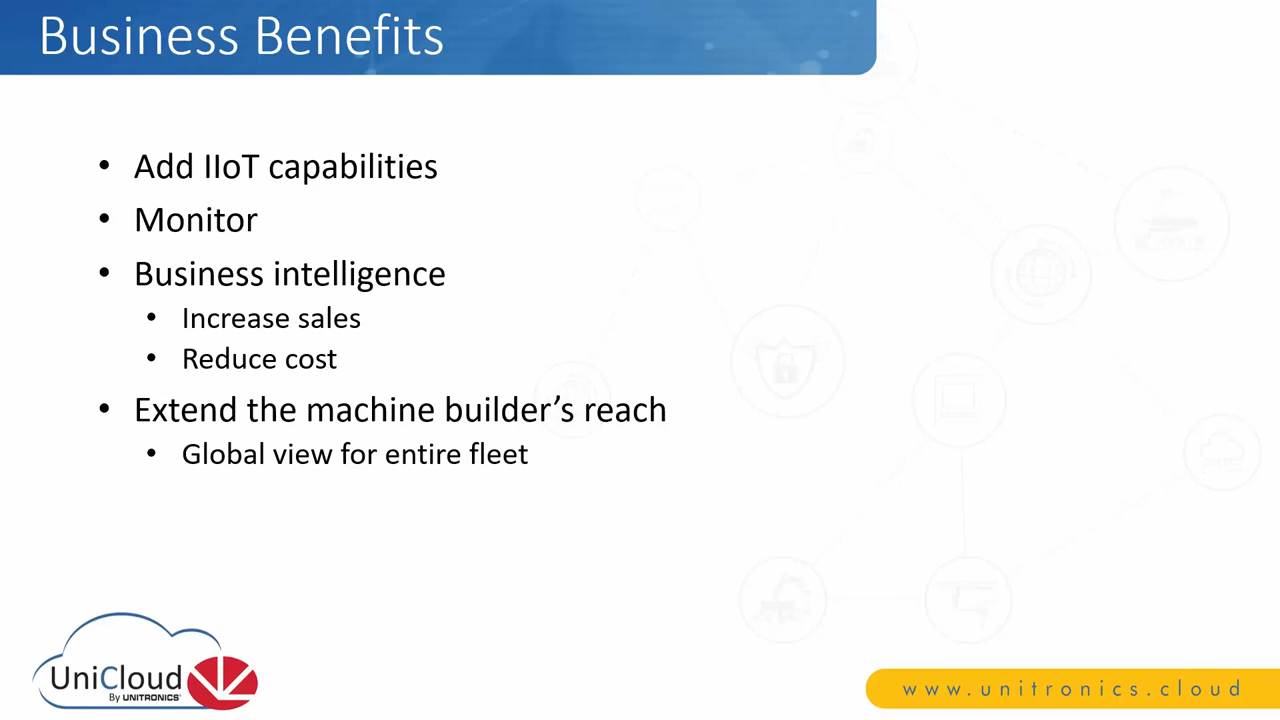 Business Benefits
• Add IIoT capabilities
• Monitor
• Business intelligence
• Increase sales
• Reduce cost
• Extend the machine builder’s reach
• Global view for entire fleet
UniCloud
By UNITRONICS
www.unitronics.cloud